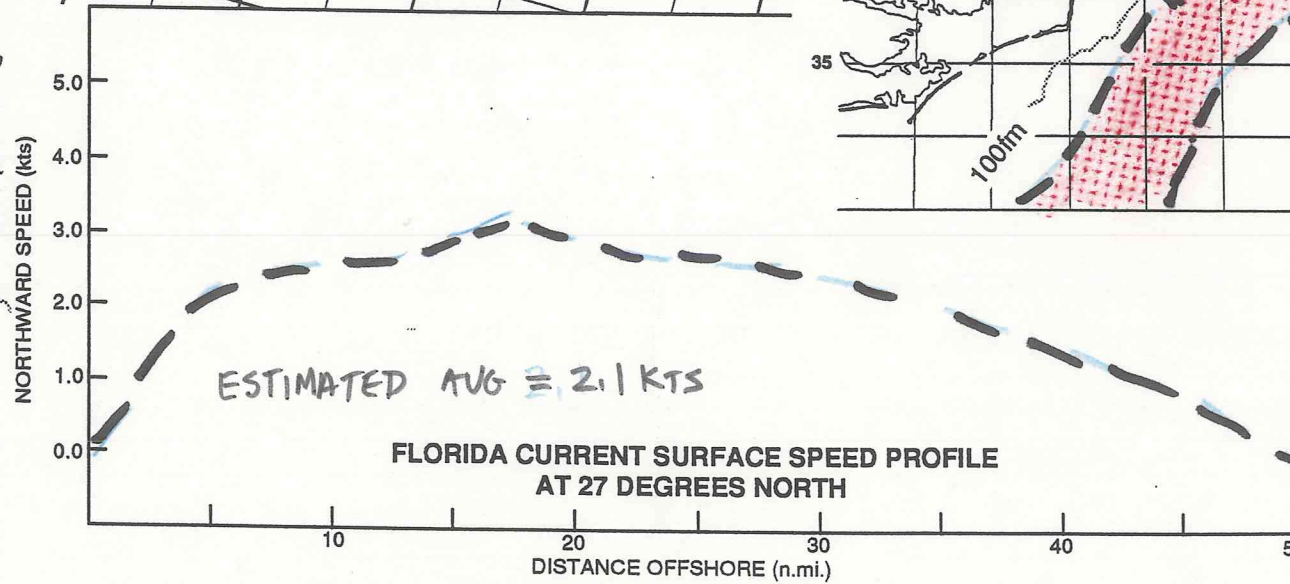 5.0
4.0
3.0
2.0
1.0
0.0
NORTHWARD SPEED (kts)
35
100fm
ESTIMATED AVG ≡ 2.1 KTS
FLORIDA CURRENT SURFACE SPEED PROFILE
AT 27 DEGREES NORTH
10
20
30
40
DISTANCE OFFSHORE (n.mi.)